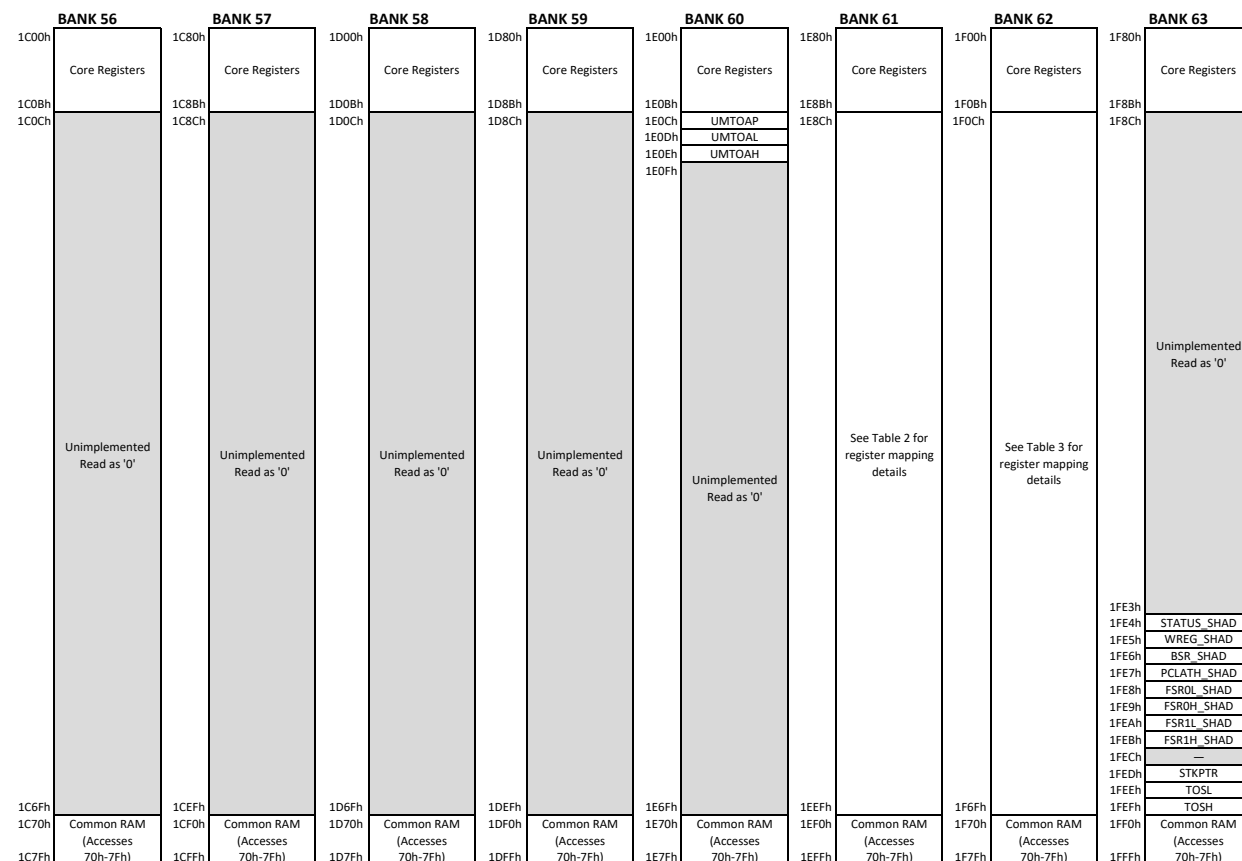 BANK 56 BANK 57 BANK 58 BANK 59 BANK 60 BANK 61 BANK 62 BANK 63
1C00h 1C80h 1D00h 1D80h 1E00h 1E80h 1F00h 1F80h
Core Registers Core Registers Core Registers Core Registers Core Registers Core Registers Core Registers Core Registers
1C0Bh 1C8Bh 1D0Bh 1D8Bh 1E0Bh 1E8Bh 1F0Bh 1F8Bh
1C0Ch 1C8Ch 1D0Ch 1D8Ch 1E0Ch UMTOAP 1E8Ch 1F0Ch 1F8Ch
1E0Dh UMTOAL
1E0Eh UMTOAH
1E0Fh
Unimplemented
Read as '0'
Unimplemented
Read as '0'
Unimplemented
Read as '0'
Unimplemented
Read as '0'
Unimplemented
Read as '0'
Unimplemented
Read as '0'
See Table 2 for
register mapping
details
See Table 3 for
register mapping
details
1FE3h
1FE4h STATUS_SHAD
1FE5h WREG_SHAD
1FE6h BSR_SHAD
1FE7h PCLATH_SHAD
1FE8h FSR0L_SHAD
1FE9h FSR0H_SHAD
1FEAh FSR1L_SHAD
1FEBh FSR1H_SHAD
1FECh —
1FEDh STKPTR
1FEEh TOSL
1C6Fh 1CEFh 1D6Fh 1DEFh 1E6Fh 1EEFh 1F6Fh 1FEFh TOSH
1C70h Common RAM 1CF0h Common RAM 1D70h Common RAM 1DF0h Common RAM 1E70h Common RAM 1EF0h Common RAM 1F70h Common RAM 1FF0h Common RAM
(Accesses (Accesses (Accesses (Accesses (Accesses (Accesses (Accesses (Accesses
1C7Fh 70h-7Fh) 1CFFh 70h-7Fh) 1D7Fh 70h-7Fh) 1DFFh 70h-7Fh) 1E7Fh 70h-7Fh) 1EFFh 70h-7Fh) 1F7Fh 70h-7Fh) 1FFFh 70h-7Fh)